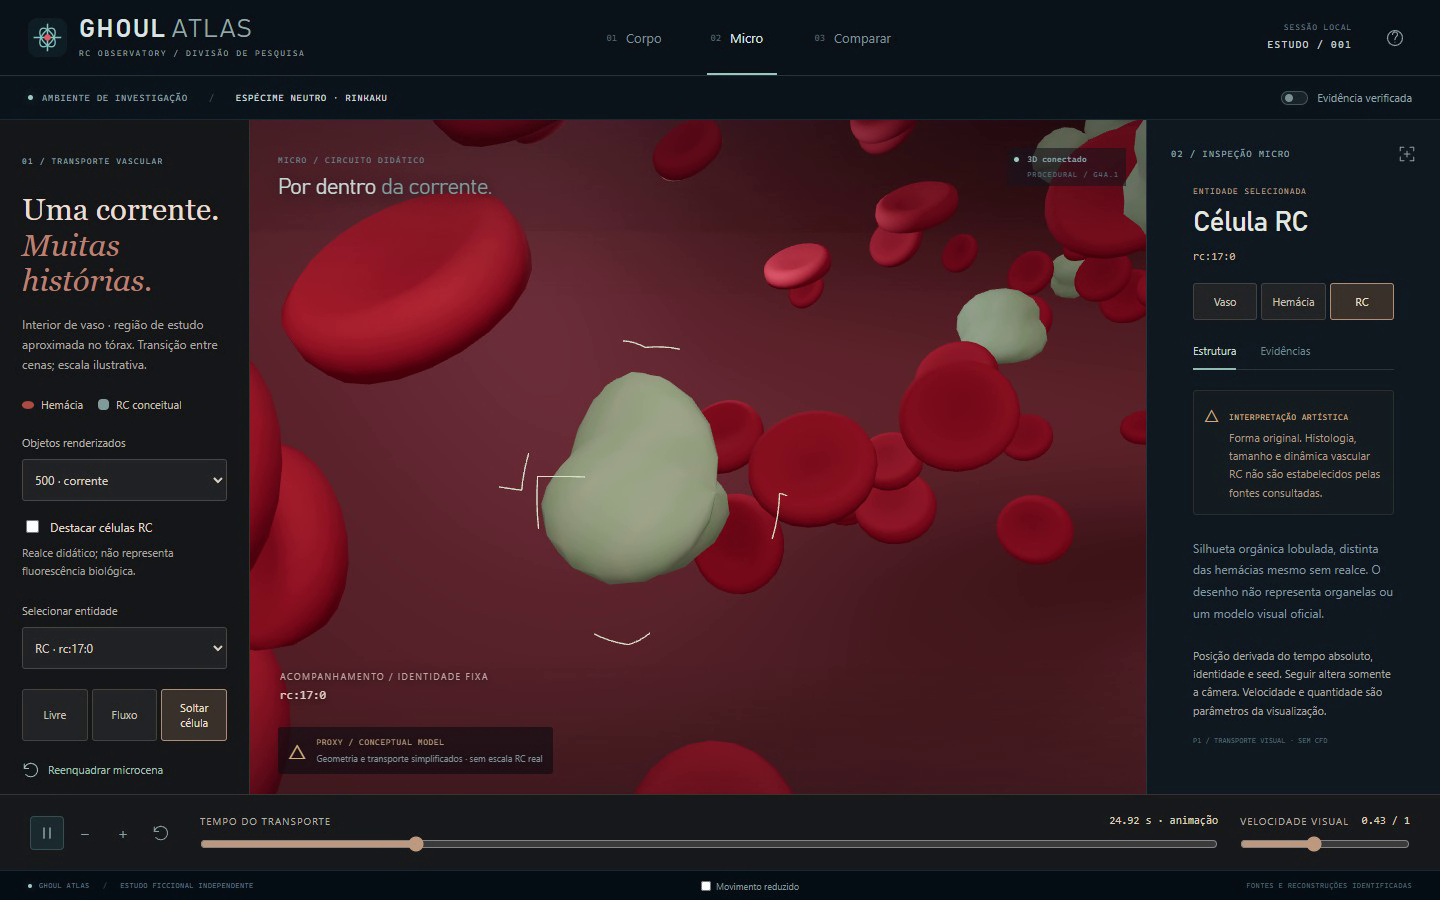 GHOUL ATLAS
RC OBSERVATORY / DIVISÃO DE PESQUISA
01 Corpo
02 Micro
03 Comparar
SESSÃO LOCAL
ESTUDO / 001
?
AMBIENTE DE INVESTIGAÇÃO / ESPÉCIME NEUTRO · RINKAKU
Evidência verificada
01 / TRANSPORTE VASCULAR
Uma corrente.
Muitas
histórias.
Interior de vaso · região de estudo
aproximada no tórax. Transição entre
cenas; escala ilustrativa.
Hemácia
RC conceitual
Objetos renderizados
500 · corrente
Destacar células RC
Realce didático; não representa
fluorescência biológica.
Selecionar entidade
RC · rc:17:0
Livre
Fluxo
Soltar
célula
Reenquadrar microcena
MICRO / CIRCUITO DIDÁTICO
Por dentro da corrente.
3D conectado
PROCEDURAL / G4A.1
ACOMPANHAMENTO / IDENTIDADE FIXA
rc:17:0
PROXY / CONCEPTUAL MODEL
Geometria e transporte simplificados · sem escala RC real
02 / INSPEÇÃO MICRO
ENTIDADE SELECIONADA
Célula RC
rc:17:0
Vaso
Hemácia
RC
Estrutura
Evidências
INTERPRETAÇÃO ARTÍSTICA
Forma original. Histologia,
tamanho e dinâmica vascular
RC não são estabelecidos pelas
fontes consultadas.
Silhueta orgânica lobulada, distinta
das hemácias mesmo sem realce. O
desenho não representa organelas ou
um modelo visual oficial.
Posição derivada do tempo absoluto,
identidade e seed. Seguir altera somente
a câmera. Velocidade e quantidade são
parâmetros da visualização.
P1 / TRANSPORTE VISUAL · SEM CFD
− +
TEMPO DO TRANSPORTE
24.92 s · animação
VELOCIDADE VISUAL
0.43 / 1
GHOUL ATLAS / ESTUDO FICCIONAL INDEPENDENTE
Movimento reduzido
FONTES E RECONSTRUÇÕES IDENTIFICADAS